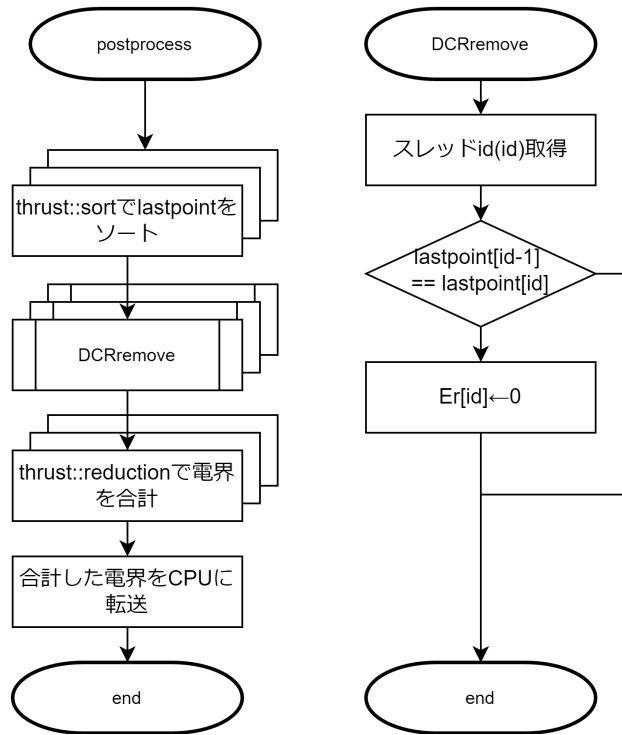 postprocess
thrust::sortでlastpointを
ソート
DCRremove
thrust::reductionで電界
を合計
合計した電界をCPUに
転送
end
DCRremove
スレッドid(id)取得
lastpoint[id-1]
== lastpoint[id]
Er[id]←0
end